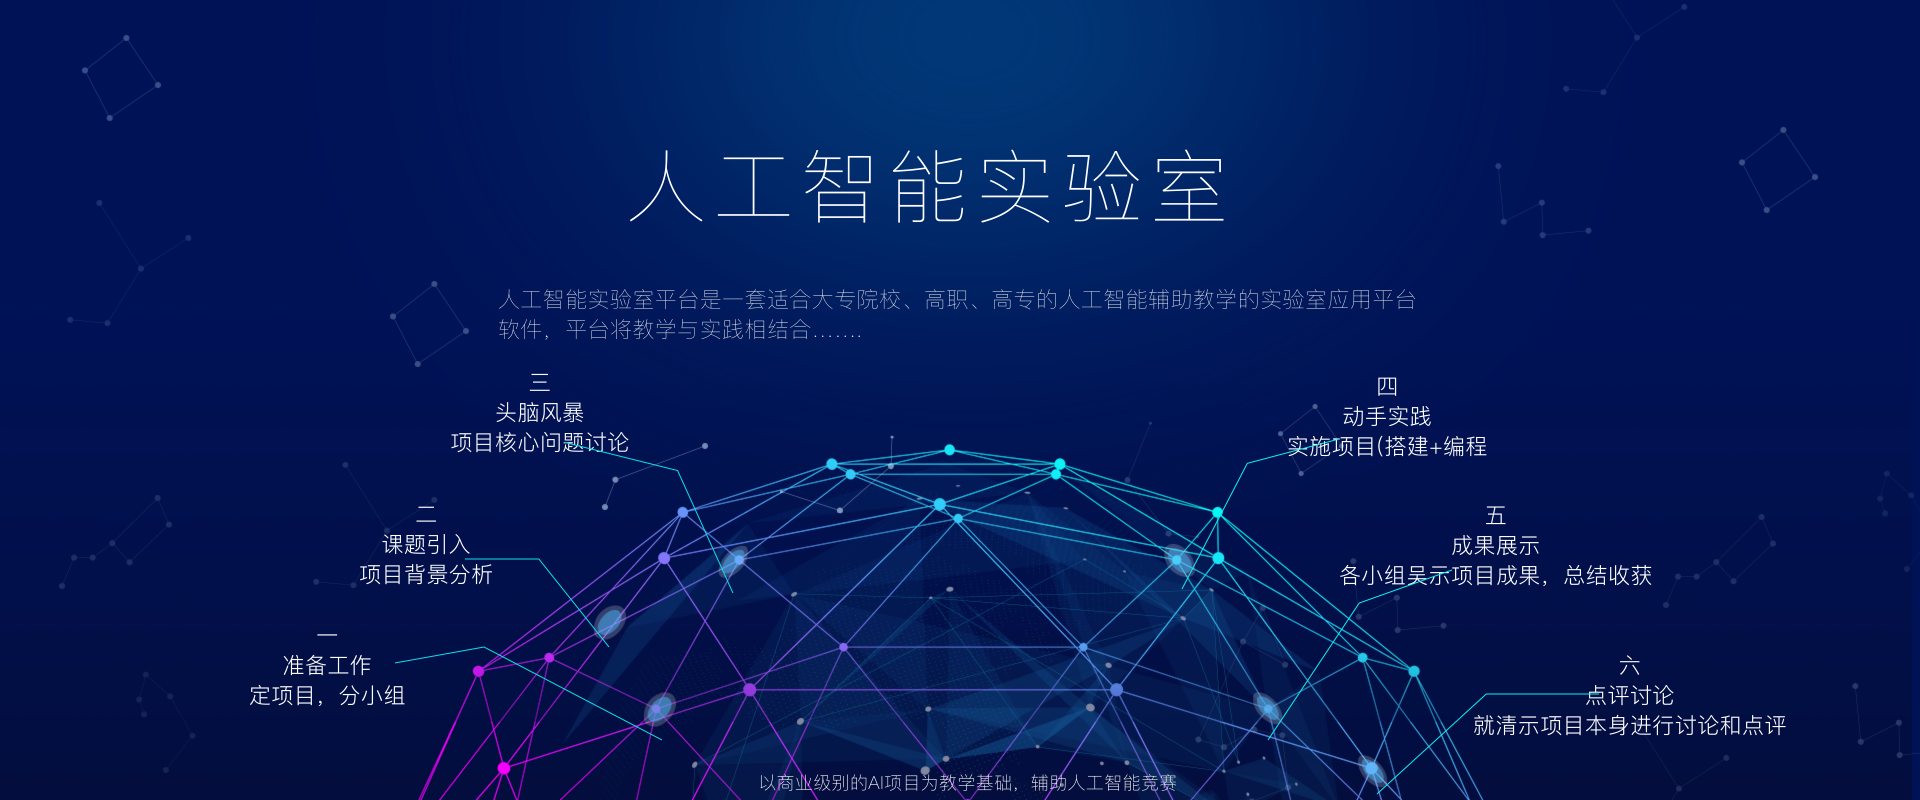 人工智能实验室
人工智能实验室平台是一套适合大专院校、高职、高专的人工智能辅助教学的实验室应用平台
软件，平台将教学与实践相结合.......
三
头脑风暴
项目核心问题讨论
四
动手实践
实施项目(搭建+编程
二
课题引入
项目背景分析
五
成果展示
各小组吴示项目成果，总结收获
一
准备工作
定项目，分小组
六
点评讨论
就清示项目本身进行讨论和点评
以商业级别的AI项目为教学基础，辅助人工智能竞赛